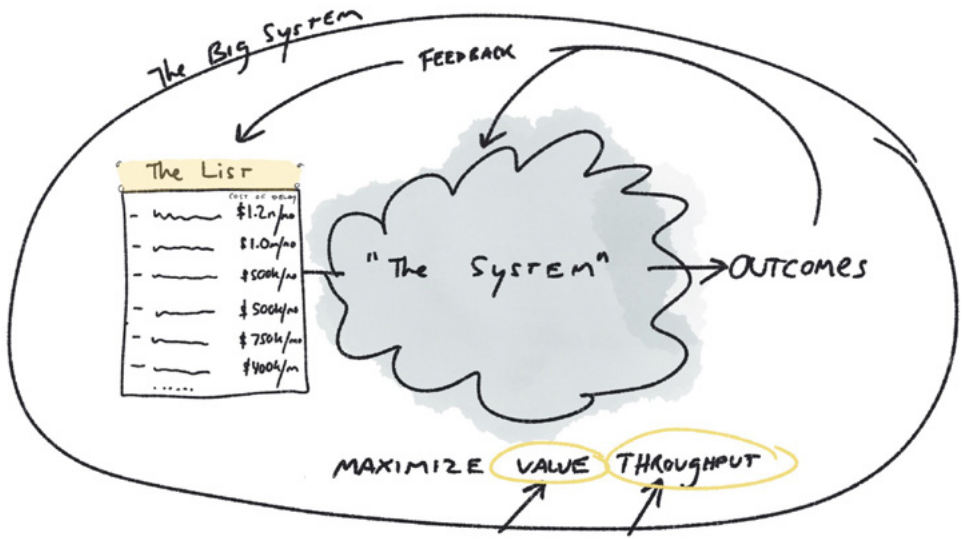 The Big System
FEEDBACK
The List
COST OF DELAY
$1.2m/mo
$1.0m/mo
$500k/mo
$500k/mo
$750k/mo
$400k/m
"The System"
OUTCOMES
MAXIMIZE VALUE THROUGHPUT